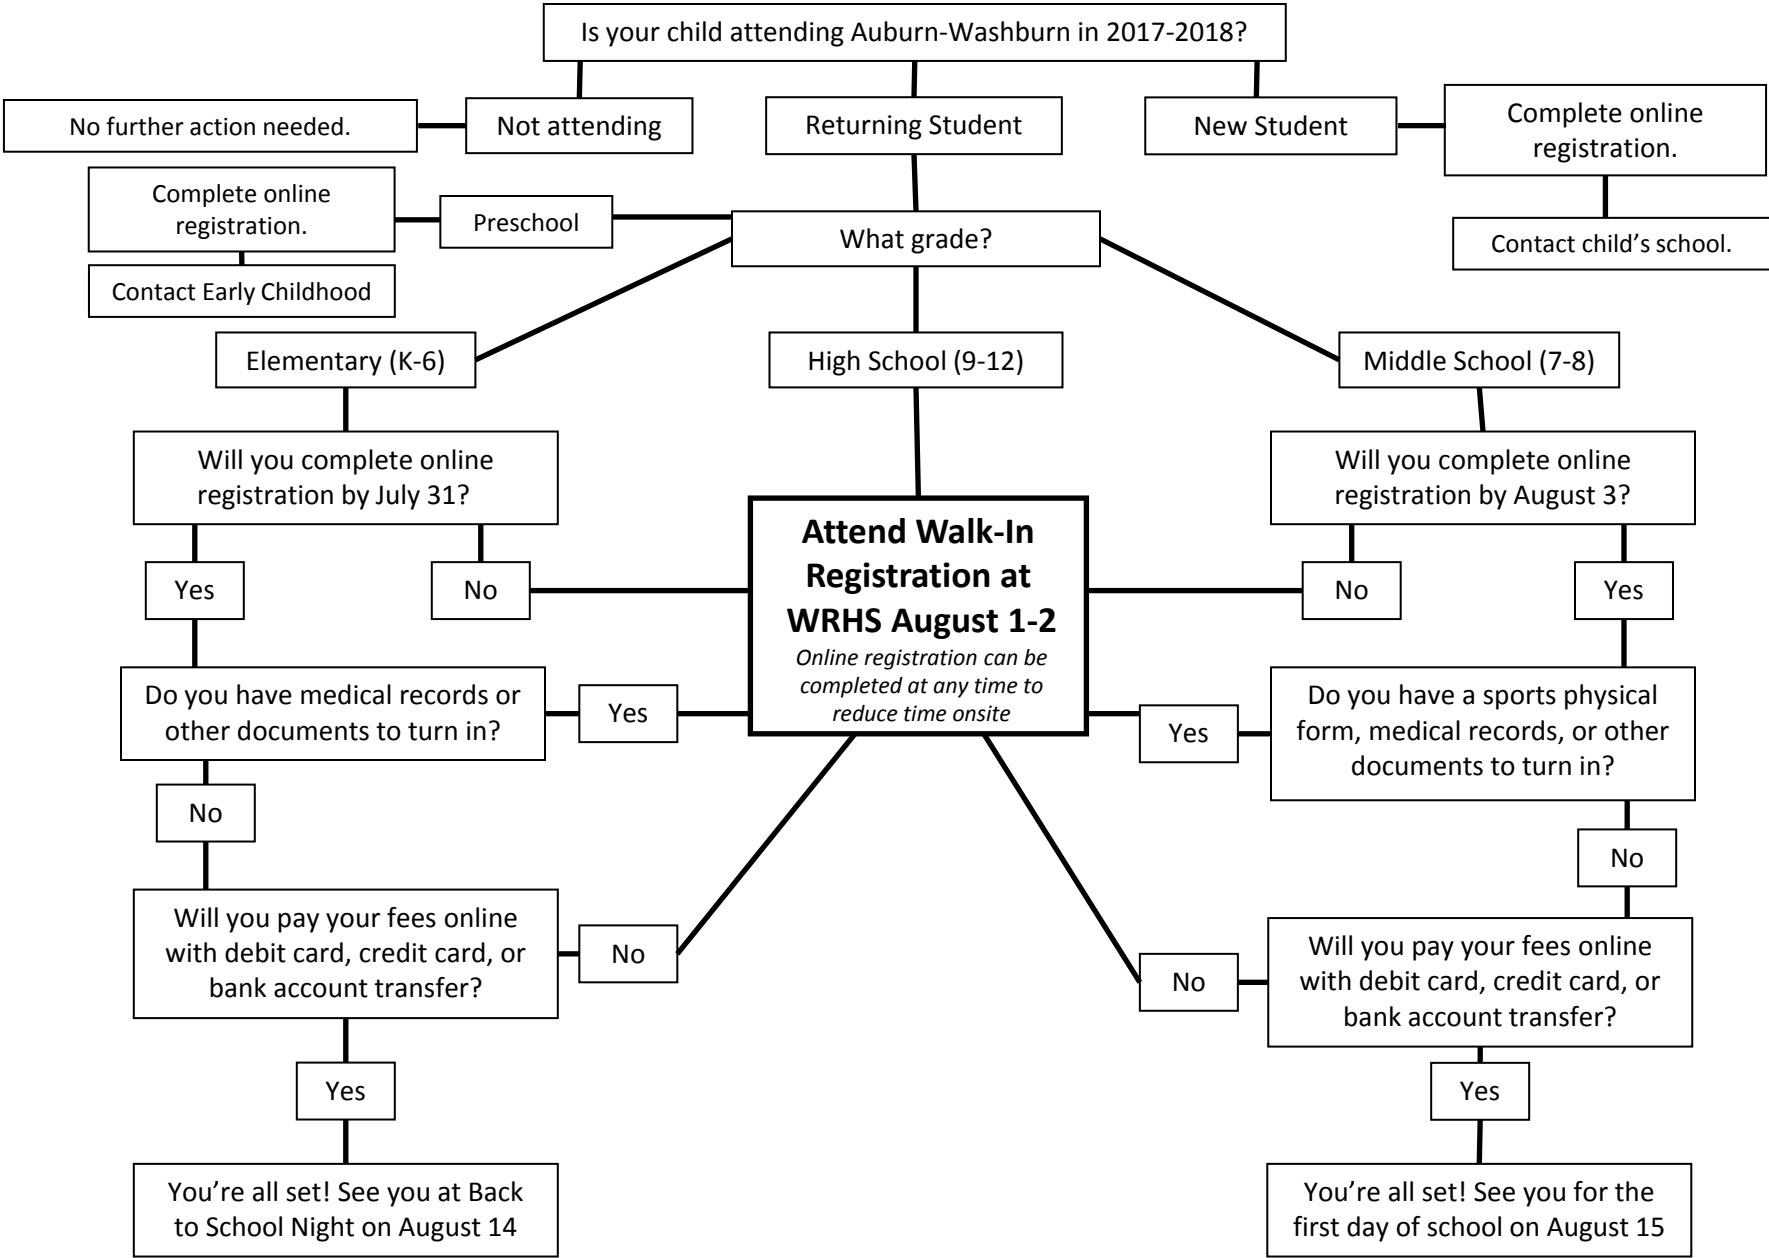 Is your child attending Auburn-Washburn in 2017-2018?
No further action needed.
Not attending
Returning Student
New Student
Complete online
registration.
Complete online
registration.
Preschool
What grade?
Contact child’s school.
Contact Early Childhood
Elementary (K-6)
High School (9-12)
Middle School (7-8)
Will you complete online
registration by July 31?
Will you complete online
registration by August 3?
Attend Walk-In
Registration at
WRHS August 1-2
Online registration can be
completed at any time to
reduce time onsite
Yes
No
No
Yes
Do you have medical records or
other documents to turn in?
Yes
Yes
Do you have a sports physical
form, medical records, or other
documents to turn in?
No
No
Will you pay your fees online
with debit card, credit card, or
bank account transfer?
No
No
Will you pay your fees online
with debit card, credit card, or
bank account transfer?
Yes
Yes
You’re all set! See you at Back
to School Night on August 14
You’re all set! See you for the
first day of school on August 15